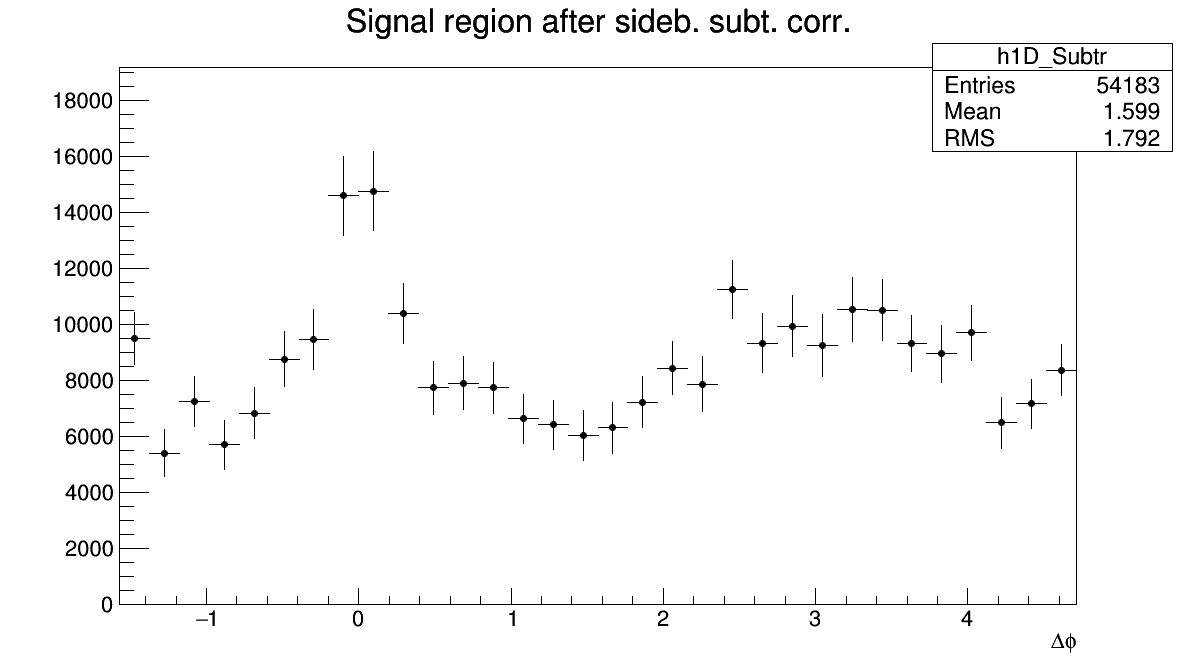 Signal region after sideb. subt. corr.
h1D_Subtr
Entries 54183
Mean 1.599
RMS 1.792
18000
16000
14000
12000
10000
8000
6000
4000
2000
0
−1 0 1 2 3 4
Δϕ